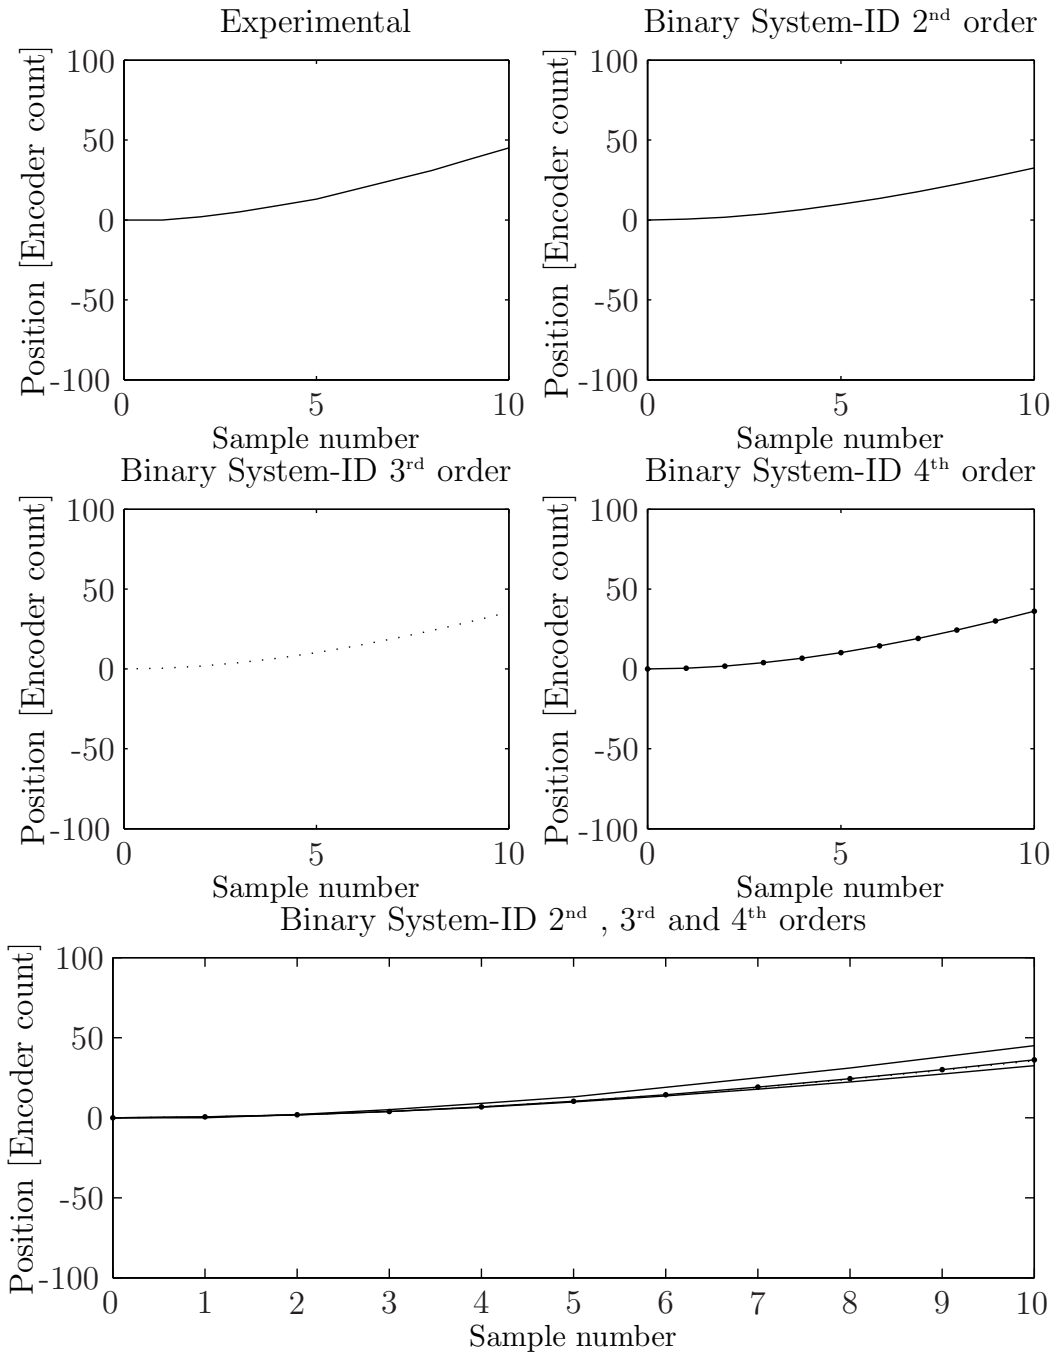 Experimental
Position [Encoder count]
100
50
0
-50
-100
0 5 10
Sample number
Binary System-ID 2nd order
Position [Encoder count]
100
50
0
-50
-100
0 5 10
Sample number
Binary System-ID 3rd order
Position [Encoder count]
100
50
0
-50
-100
0 5 10
Sample number
Binary System-ID 4th order
Position [Encoder count]
100
50
0
-50
-100
0 5 10
Sample number
Binary System-ID 2nd , 3rd and 4th orders
Position [Encoder count]
100
50
0
-50
-100
0 1 2 3 4 5 6 7 8 9 10
Sample number